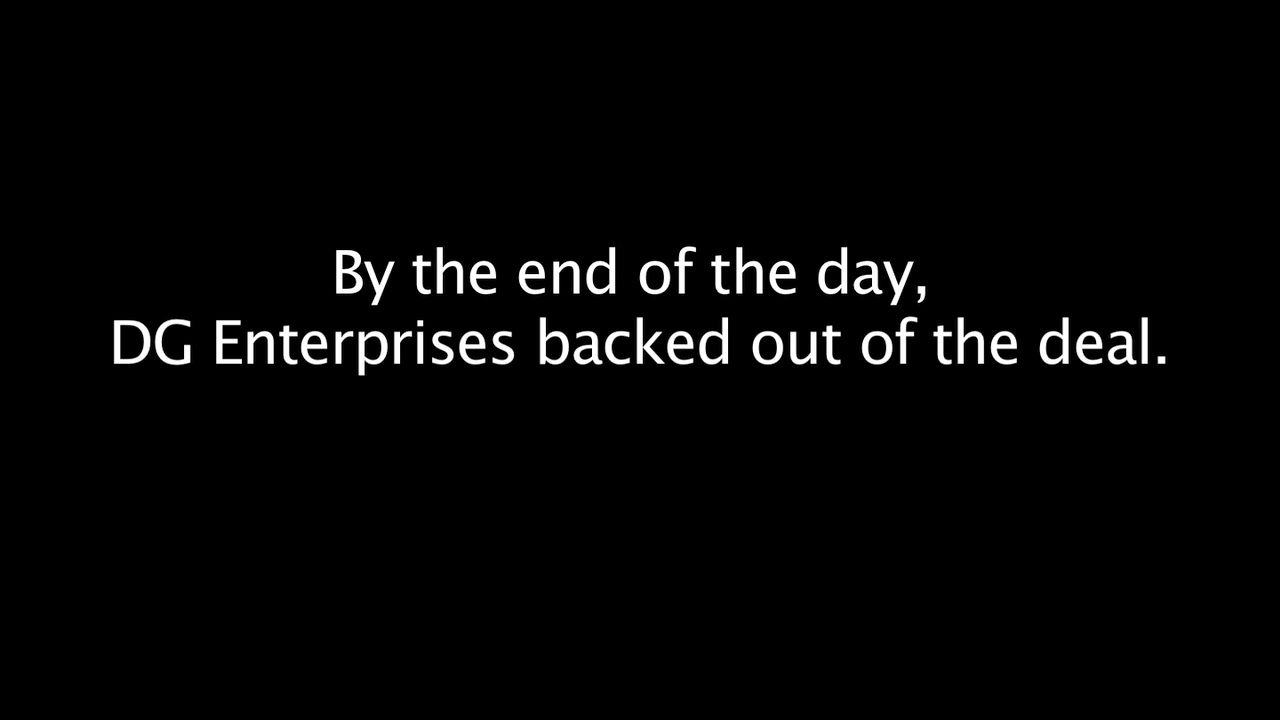 By the end of the day,
DG Enterprises backed out of the deal.